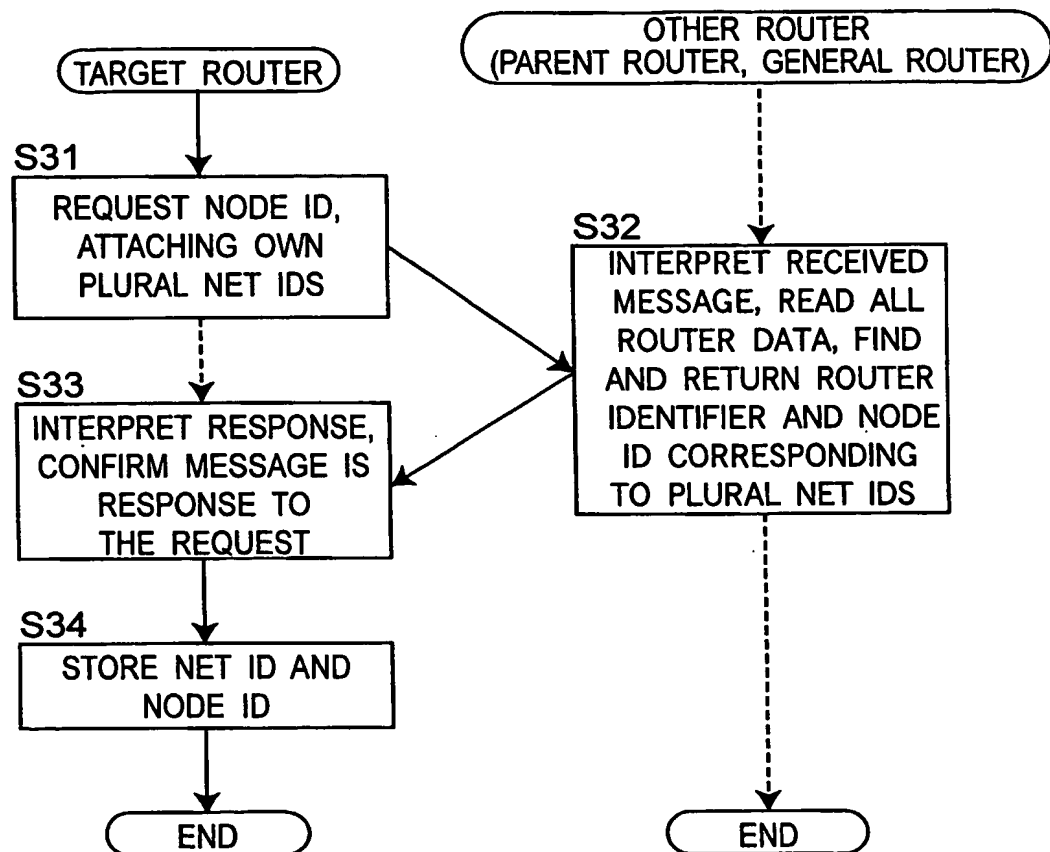 TARGET ROUTER
OTHER ROUTER
(PARENT ROUTER, GENERAL ROUTER)
S31
REQUEST NODE ID,
ATTACHING OWN
PLURAL NET IDS
S32
INTERPRET RECEIVED
MESSAGE, READ ALL
ROUTER DATA, FIND
AND RETURN ROUTER
IDENTIFIER AND NODE
ID CORRESPONDING
TO PLURAL NET IDS
S33
INTERPRET RESPONSE,
CONFIRM MESSAGE IS
RESPONSE TO
THE REQUEST
S34
STORE NET ID AND
NODE ID
END
END